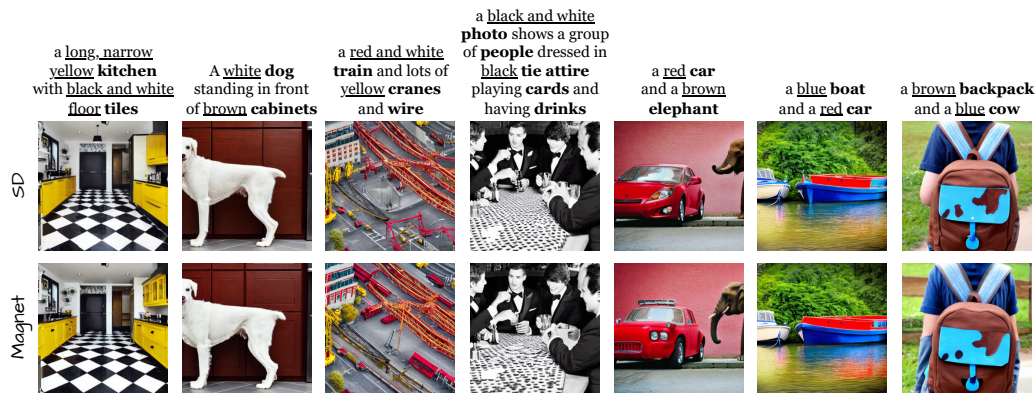 a long, narrow
yellow kitchen
with black and white
floor tiles
A white dog
standing in front
of brown cabinets
a red and white
train and lots of
yellow cranes
and wire
a black and white
photo shows a group
of people dressed in
black tie attire
playing cards and
having drinks
a red car
and a brown
elephant
a blue boat
and a red car
a brown backpack
and a blue cow
SD
Magnet